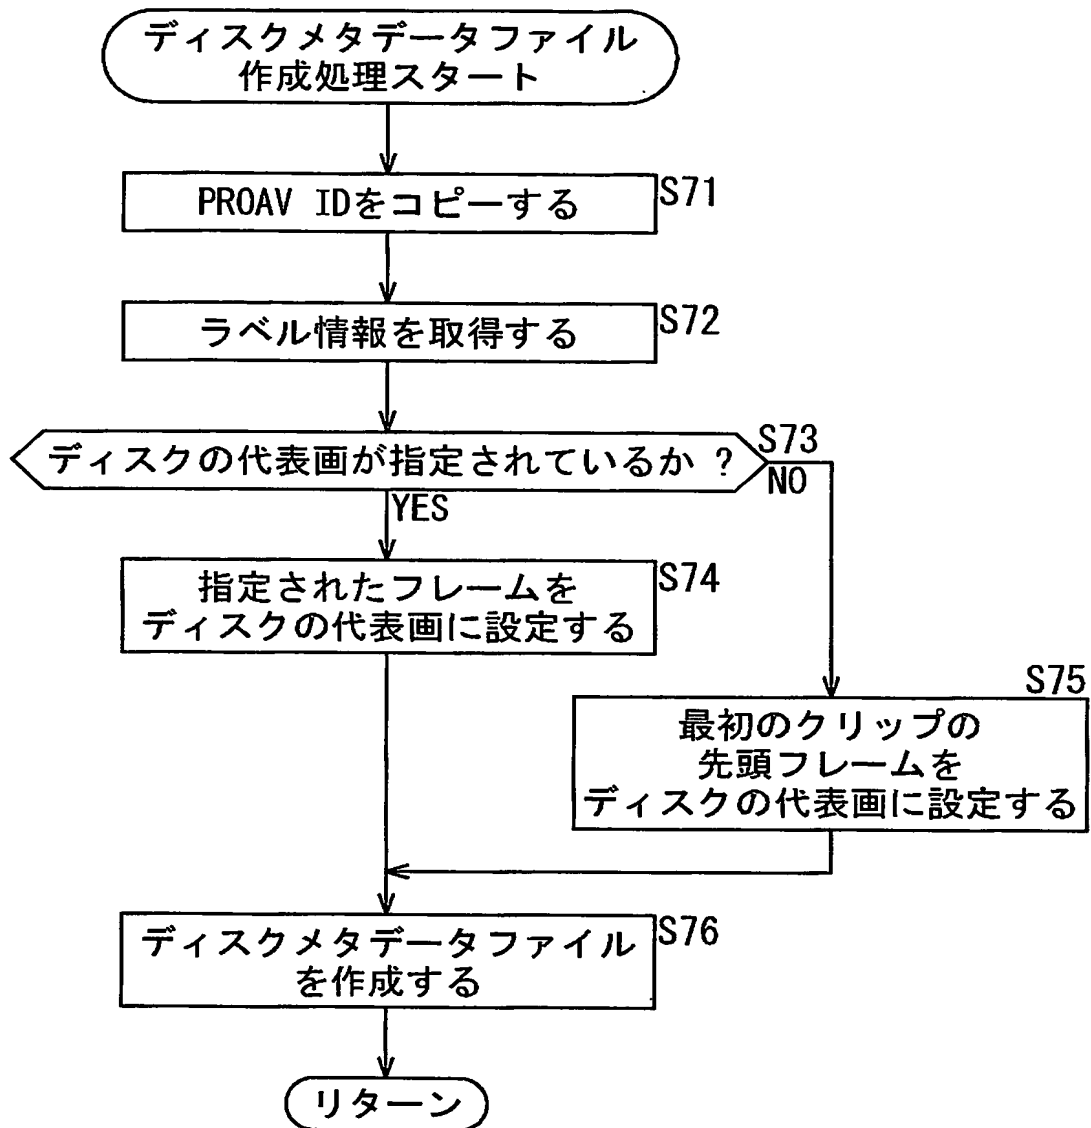 ディスクメタデータファイル
作成処理スタート
PROAV IDをコピーする
S71
ラベル情報を取得する
S72
ディスクの代表画が指定されているか ?
S73
NO
YES
指定されたフレームを
ディスクの代表画に設定する
S74
S75
最初のクリップの
先頭フレームを
ディスクの代表画に設定する
ディスクメタデータファイル
を作成する
S76
リターン